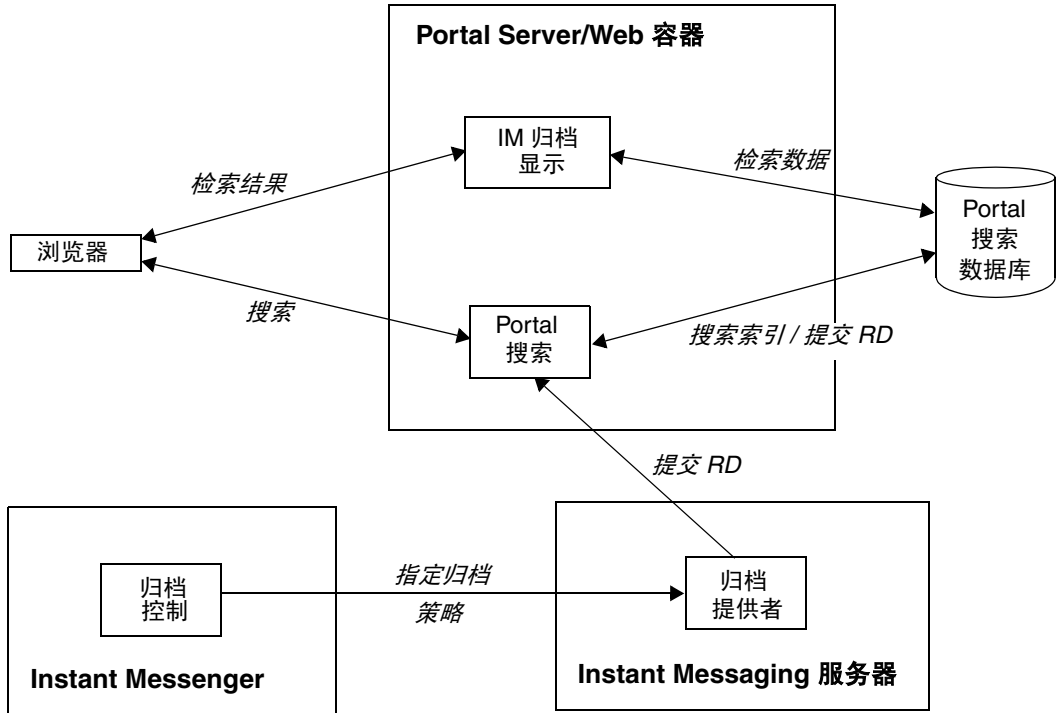 Portal Server/Web 容器
IM 归档
显示
检索结果
检索数据
浏览器
Portal
搜索
数据库
搜索
Portal
搜索
搜索索引 / 提交 RD
提交 RD
归档
控制
指定归档
策略
归档
提供者
Instant Messenger
Instant Messaging 服务器